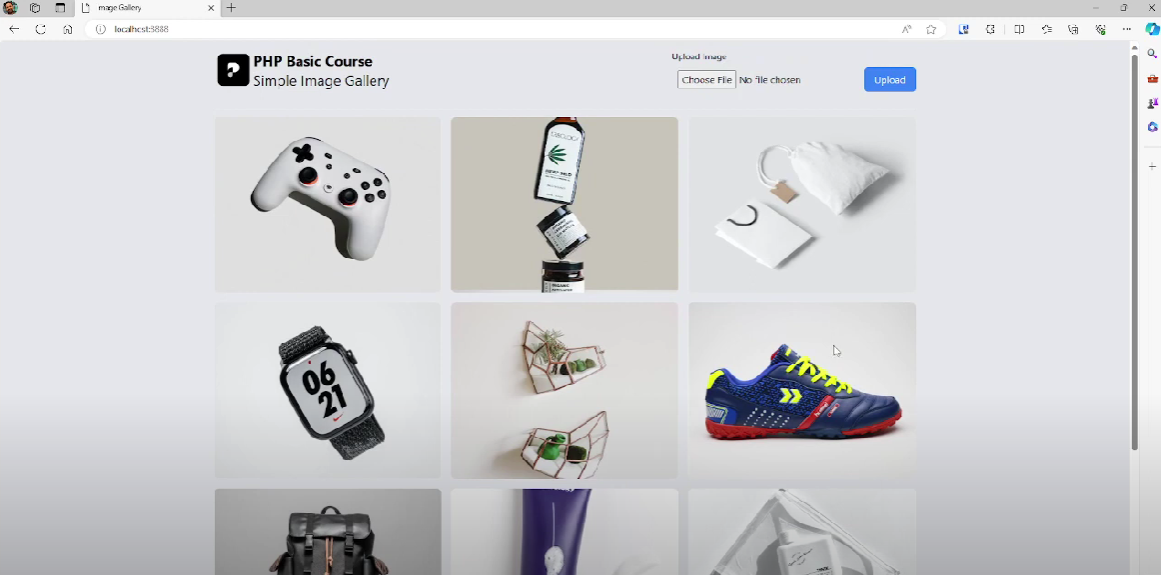 Image Gallery
localhost:3888
PHP Basic Course
Simple Image Gallery
Upload Image
Choose File No file chosen
Upload
06
21